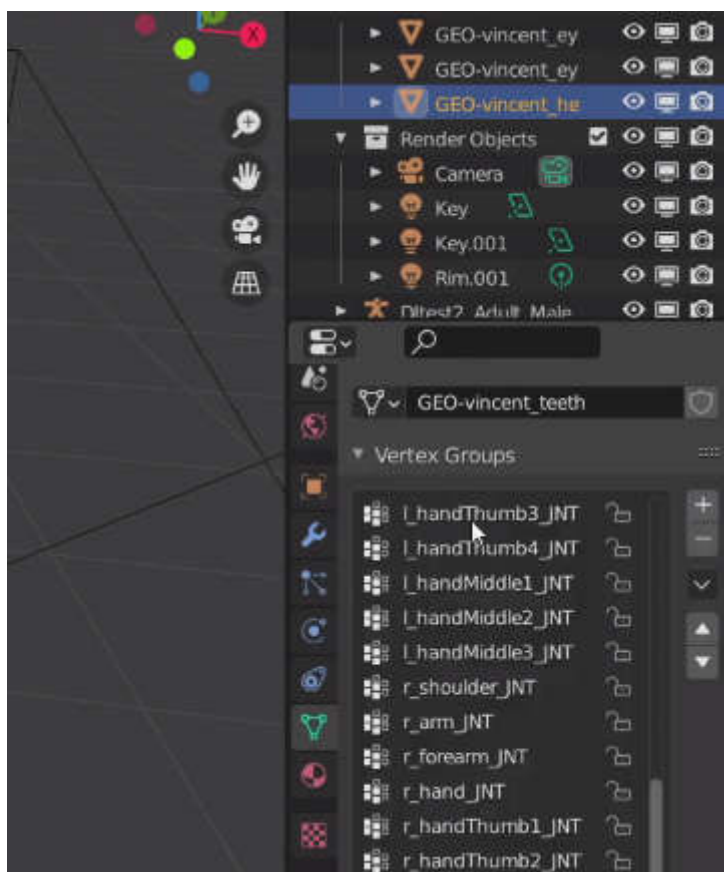 X
GEO-vincent_ey
GEO-vincent_ey
GEO-vincent_he
Render Objects
Camera
Key
Key.001
Rim.001
DItest2_Adult_Male
GEO-vincent_teeth
Vertex Groups
l_handThumb3_JNT
l_handThumb4_JNT
l_handMiddle1_JNT
l_handMiddle2_JNT
l_handMiddle3_JNT
r_shoulder_JNT
r_arm_JNT
r_forearm_JNT
r_hand_JNT
r_handThumb1_JNT
r_handThumb2_JNT